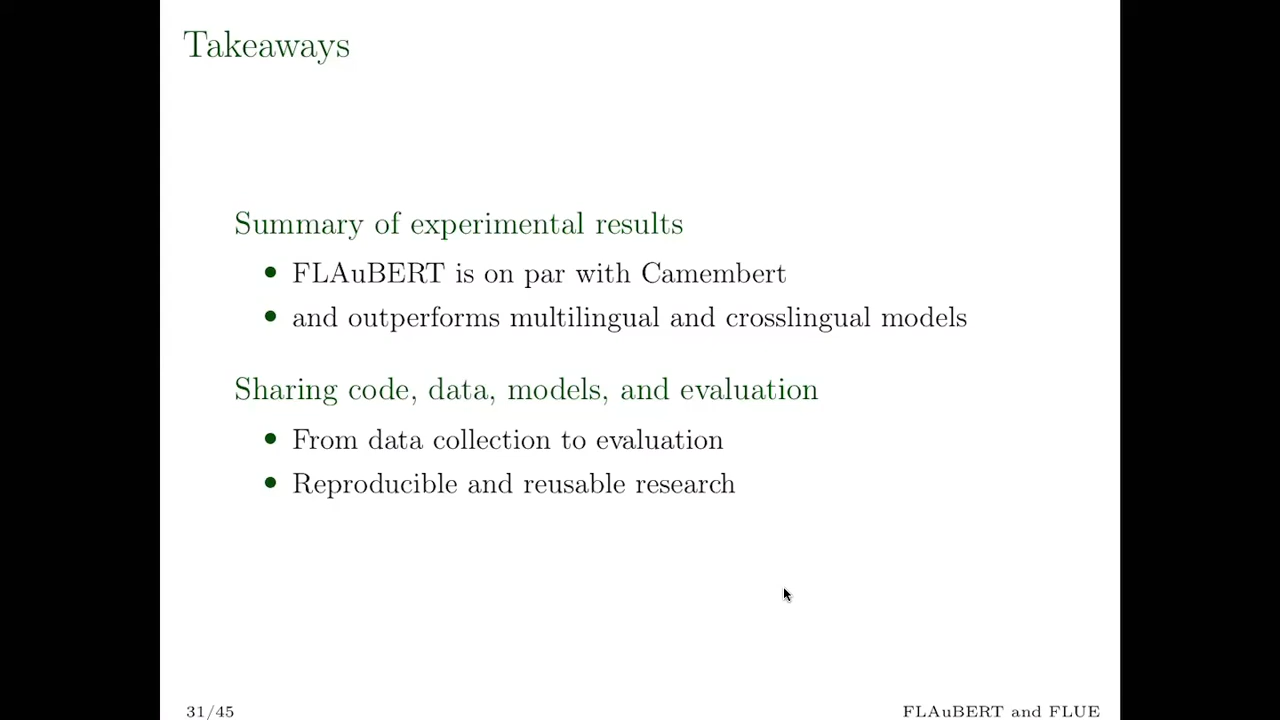 Takeaways
Summary of experimental results
• FLAuBERT is on par with Camembert
• and outperforms multilingual and crosslingual models
Sharing code, data, models, and evaluation
• From data collection to evaluation
• Reproducible and reusable research
31/45
FLAuBERT and FLUE